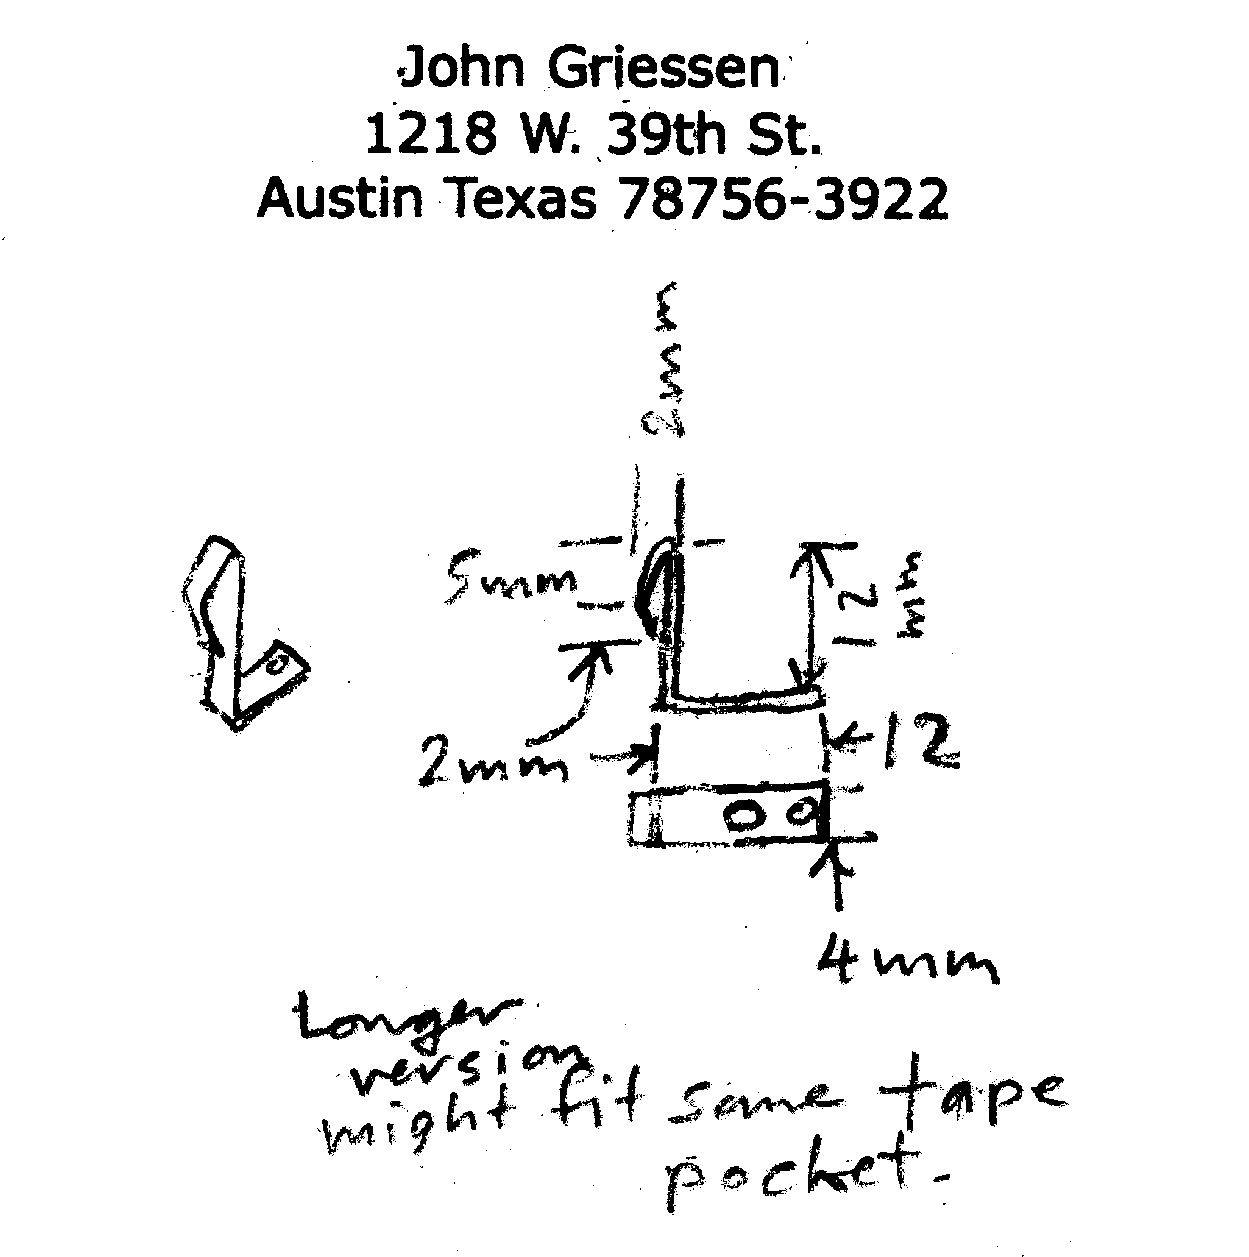 John Griessen
1218 W. 39th St.
Austin Texas 78756-3922
2mm
5mm
12
mm
2mm
12
4mm
Longer
version
might fit same tape
pocket.